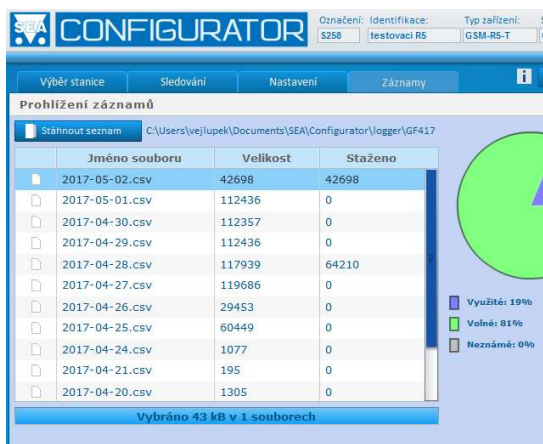 SEA CONFIGURATOR
Označení: Identifikace: Typ zařízení:
S258 testovaci R5 GSM-R5-T
Výběr stanice Sledování Nastavení Záznamy i
Prohlížení záznamů
Stáhnout seznam C:\Users\vejlupek\Documents\SEA\Configurator\logger\GF417
Jméno souboru Velikost Staženo
2017-05-02.csv 42698 42698
2017-05-01.csv 112436 0
2017-04-30.csv 112357 0
2017-04-29.csv 112436 0
2017-04-28.csv 117939 64210
2017-04-27.csv 119686 0
2017-04-26.csv 29453 0
2017-04-25.csv 60449 0
2017-04-24.csv 1077 0
2017-04-21.csv 195 0
2017-04-20.csv 1305 0
Využité: 19%
Volné: 81%
Neznámé: 0%
Vybráno 43 kB v 1 souborech